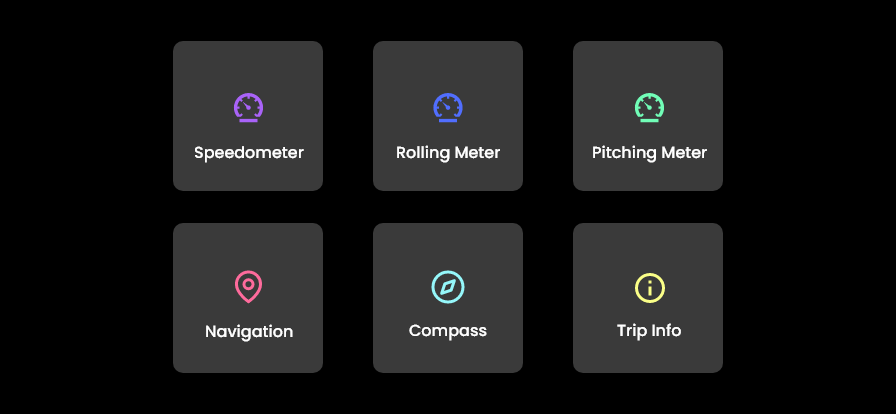 Speedometer
Rolling Meter
Pitching Meter
Navigation
Compass
Trip Info